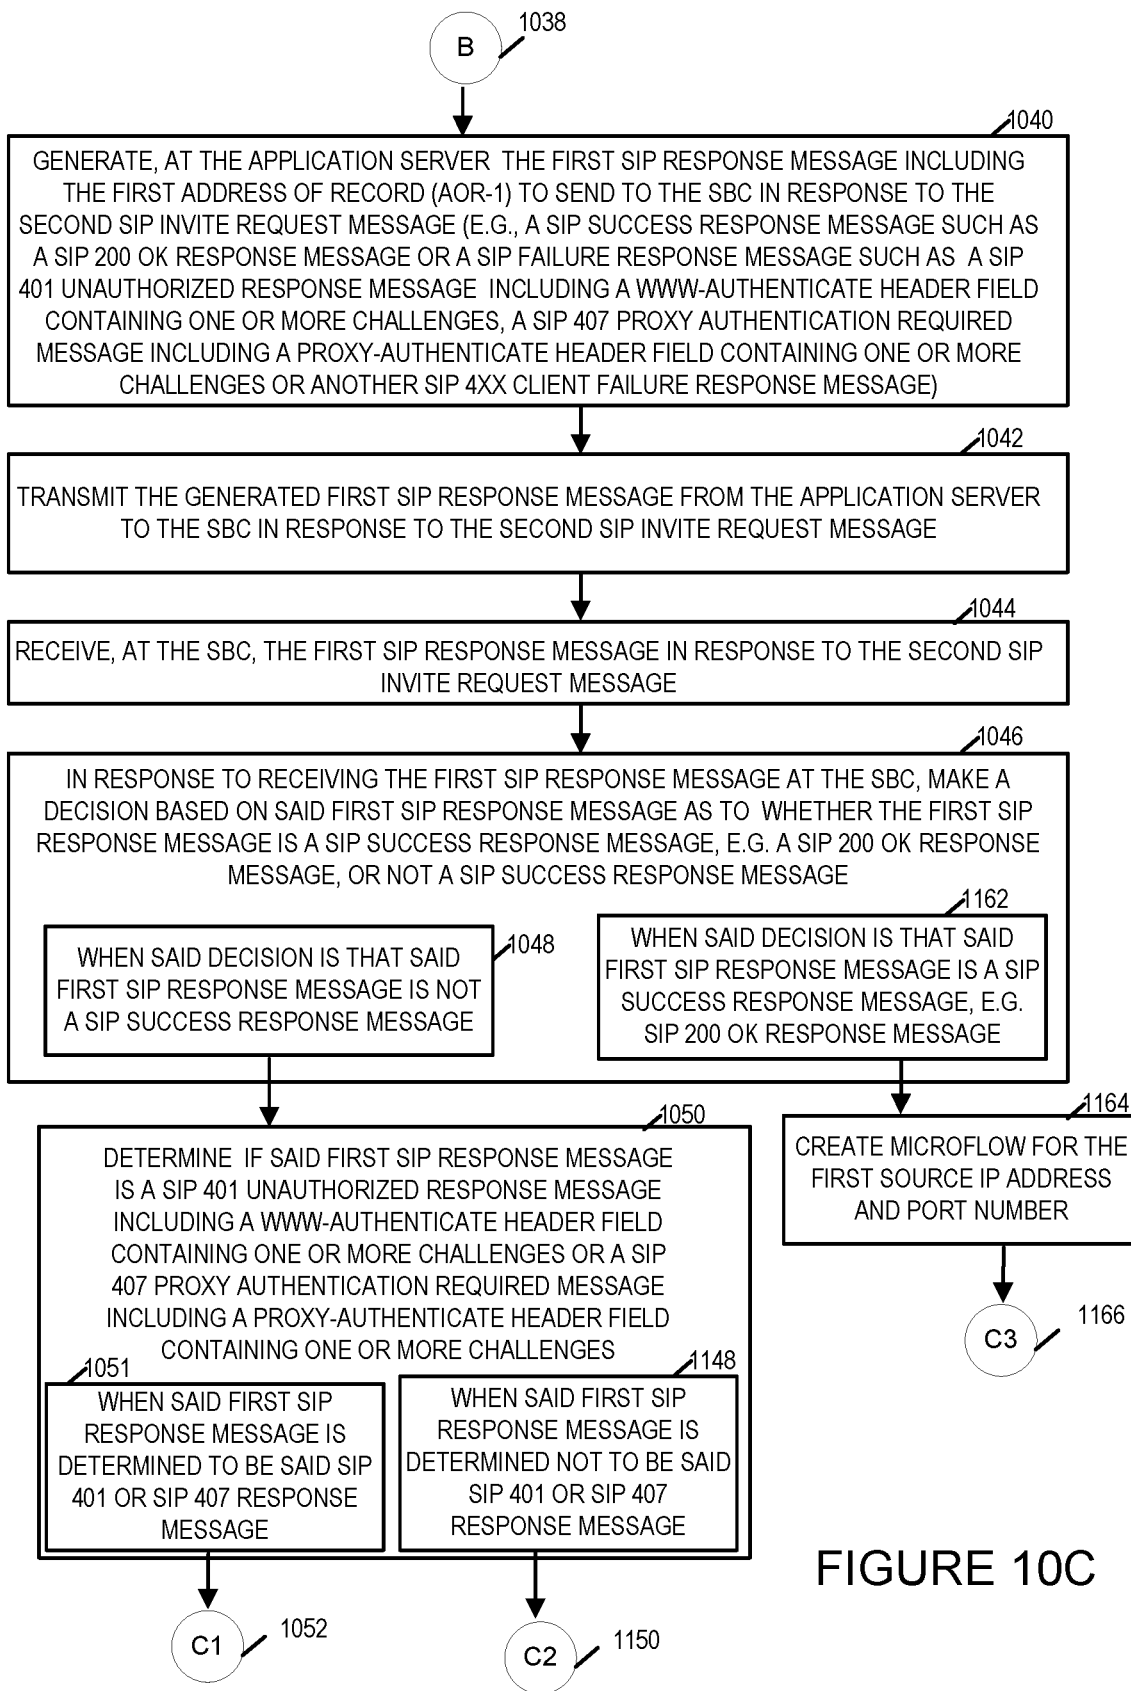 B
1038
1040
GENERATE, AT THE APPLICATION SERVER THE FIRST SIP RESPONSE MESSAGE INCLUDING
THE FIRST ADDRESS OF RECORD (AOR-1) TO SEND TO THE SBC IN RESPONSE TO THE
SECOND SIP INVITE REQUEST MESSAGE (E.G., A SIP SUCCESS RESPONSE MESSAGE SUCH AS
A SIP 200 OK RESPONSE MESSAGE OR A SIP FAILURE RESPONSE MESSAGE SUCH AS A SIP
401 UNAUTHORIZED RESPONSE MESSAGE INCLUDING A WWW-AUTHENTICATE HEADER FIELD
CONTAINING ONE OR MORE CHALLENGES, A SIP 407 PROXY AUTHENTICATION REQUIRED
MESSAGE INCLUDING A PROXY-AUTHENTICATE HEADER FIELD CONTAINING ONE OR MORE
CHALLENGES OR ANOTHER SIP 4XX CLIENT FAILURE RESPONSE MESSAGE)
1042
TRANSMIT THE GENERATED FIRST SIP RESPONSE MESSAGE FROM THE APPLICATION SERVER
TO THE SBC IN RESPONSE TO THE SECOND SIP INVITE REQUEST MESSAGE
1044
RECEIVE, AT THE SBC, THE FIRST SIP RESPONSE MESSAGE IN RESPONSE TO THE SECOND SIP
INVITE REQUEST MESSAGE
1046
IN RESPONSE TO RECEIVING THE FIRST SIP RESPONSE MESSAGE AT THE SBC, MAKE A
DECISION BASED ON SAID FIRST SIP RESPONSE MESSAGE AS TO WHETHER THE FIRST SIP
RESPONSE MESSAGE IS A SIP SUCCESS RESPONSE MESSAGE, E.G. A SIP 200 OK RESPONSE
MESSAGE, OR NOT A SIP SUCCESS RESPONSE MESSAGE
1048
WHEN SAID DECISION IS THAT SAID
FIRST SIP RESPONSE MESSAGE IS NOT
A SIP SUCCESS RESPONSE MESSAGE
1162
WHEN SAID DECISION IS THAT SAID
FIRST SIP RESPONSE MESSAGE IS A SIP
SUCCESS RESPONSE MESSAGE, E.G.
SIP 200 OK RESPONSE MESSAGE
1050
DETERMINE IF SAID FIRST SIP RESPONSE MESSAGE
IS A SIP 401 UNAUTHORIZED RESPONSE MESSAGE
INCLUDING A WWW-AUTHENTICATE HEADER FIELD
CONTAINING ONE OR MORE CHALLENGES OR A SIP
407 PROXY AUTHENTICATION REQUIRED MESSAGE
INCLUDING A PROXY-AUTHENTICATE HEADER FIELD
CONTAINING ONE OR MORE CHALLENGES
1164
CREATE MICROFLOW FOR THE
FIRST SOURCE IP ADDRESS
AND PORT NUMBER
C3
1166
1051
WHEN SAID FIRST SIP
RESPONSE MESSAGE IS
DETERMINED TO BE SAID SIP
401 OR SIP 407 RESPONSE
MESSAGE
1148
WHEN SAID FIRST SIP
RESPONSE MESSAGE IS
DETERMINED NOT TO BE SAID
SIP 401 OR SIP 407
RESPONSE MESSAGE
C1
1052
C2
1150
FIGURE 10C